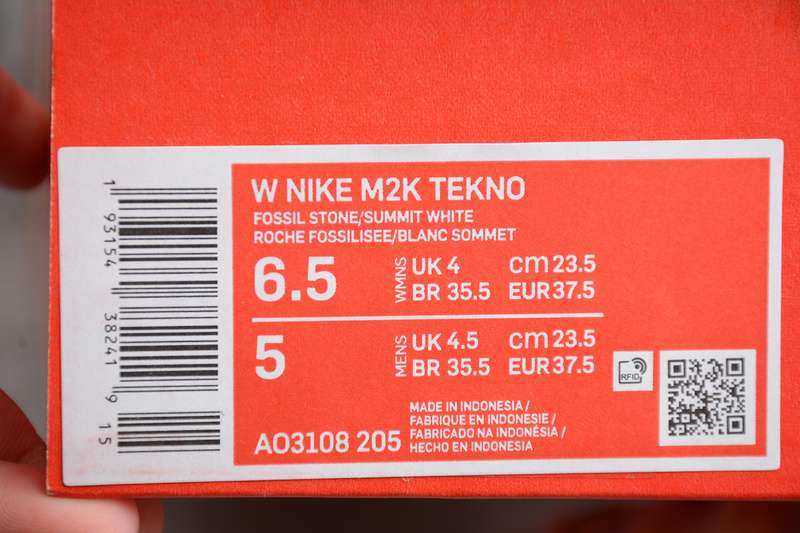 W NIKE M2K TEKNO
FOSSIL STONE/SUMMIT WHITE
ROCHE FOSSILISEE/BLANC SOMMET
6.5 WMNS UK 4 cm 23.5
BR 35.5 EUR 37.5
5 MENS UK 4.5 cm 23.5
BR 35.5 EUR 37.5
AO3108 205
MADE IN INDONESIA /
FABRIQUE EN INDONESIE /
FABRICADO NA INDONÉSIA /
HECHO EN INDONESIA
RFID
1 93154 38241 9 15